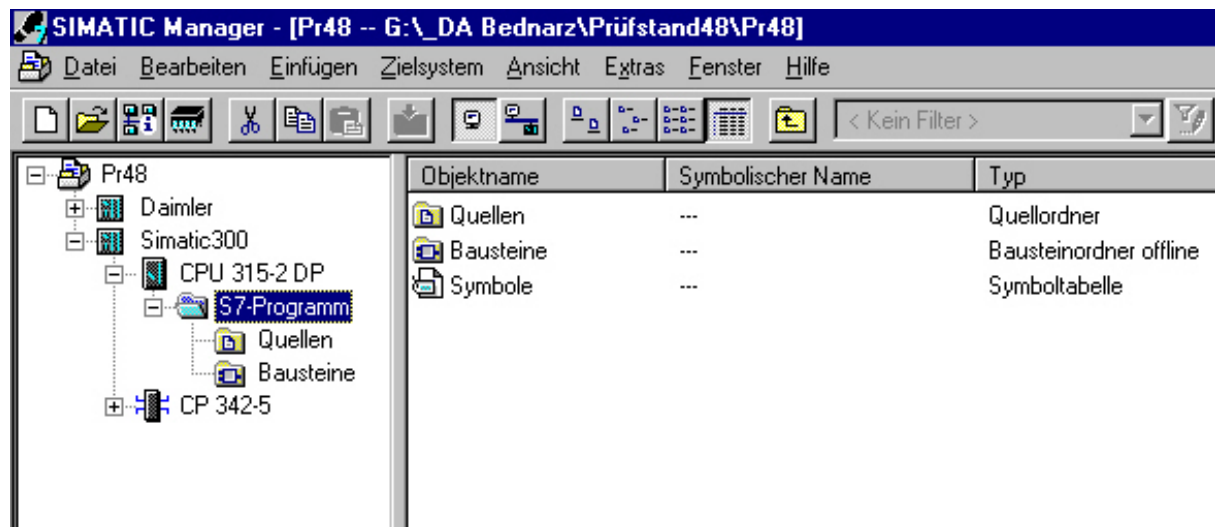 SIMATIC Manager - [Pr48 -- G:\_DA Bednarz\Prüfstand48\Pr48]
Datei Bearbeiten Einfügen Zielsystem Ansicht Extras Fenster Hilfe
< Kein Filter >
Pr48
Daimler
Simatic300
CPU 315-2 DP
S7-Programm
Quellen
Bausteine
CP 342-5
Objektname Symbolischer Name Typ
Quellen --- Quellordner
Bausteine --- Bausteinordner offline
Symbole --- Symboltabelle